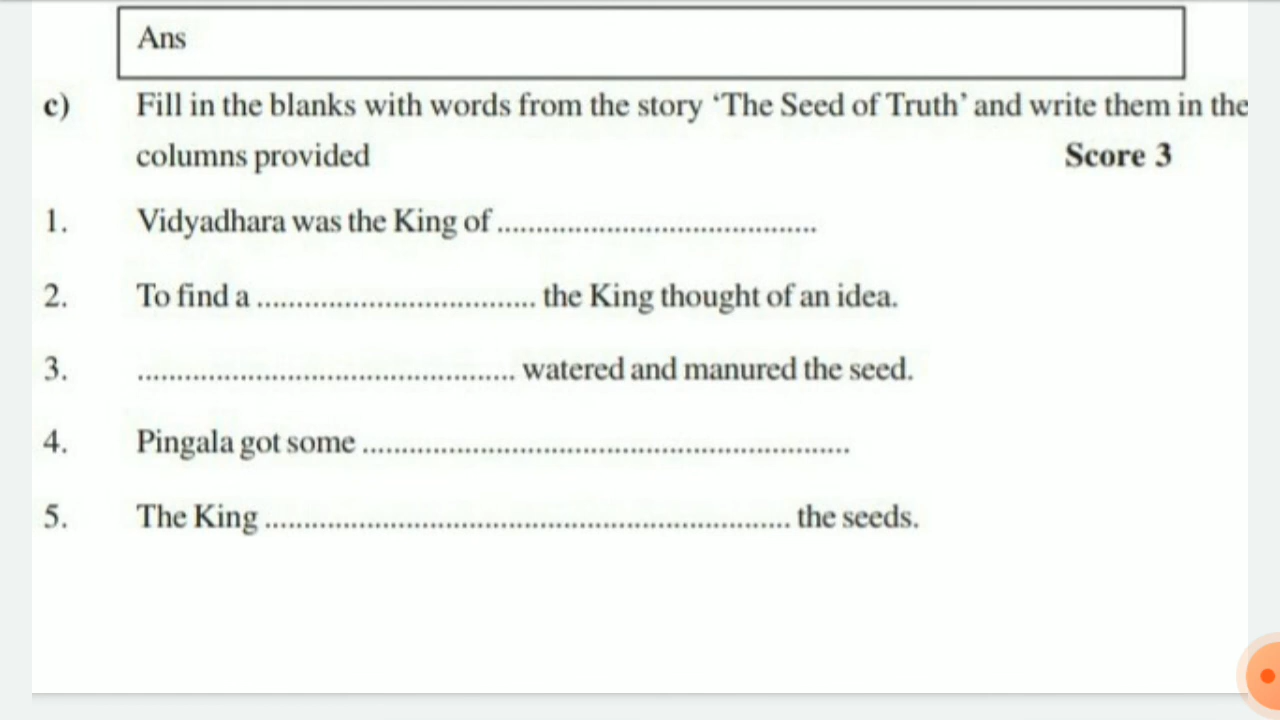 Ans
c) Fill in the blanks with words from the story ‘The Seed of Truth’ and write them in the
columns provided Score 3
1. Vidyadhara was the King of .........................................
2. To find a .................................... the King thought of an idea.
3. ................................................ watered and manured the seed.
4. Pingala got some ..............................................................
5. The King ................................................................... the seeds.